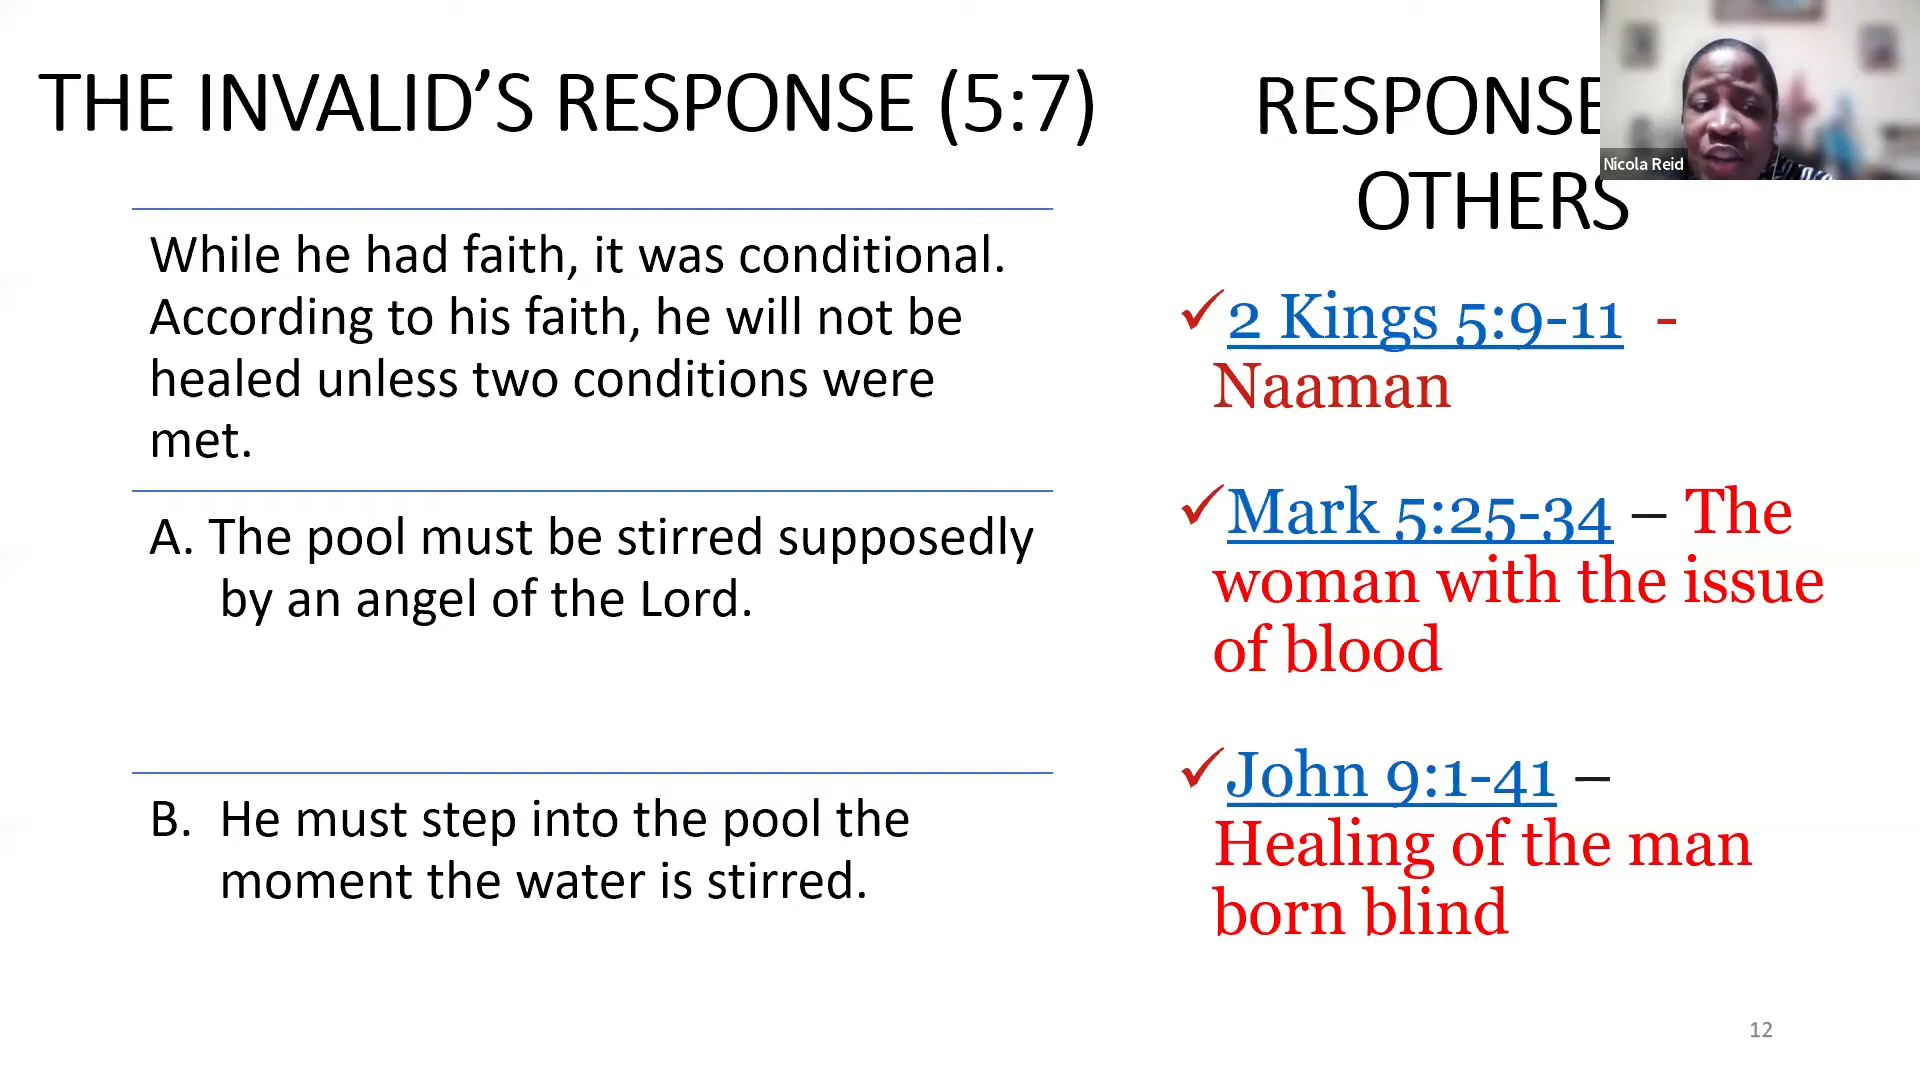 THE INVALID’S RESPONSE (5:7)
While he had faith, it was conditional.
According to his faith, he will not be
healed unless two conditions were
met.
A. The pool must be stirred supposedly
by an angel of the Lord.
B. He must step into the pool the
moment the water is stirred.
RESPONSE
OTHERS
✓2 Kings 5:9-11 -
Naaman
✓Mark 5:25-34 – The
woman with the issue
of blood
✓John 9:1-41 –
Healing of the man
born blind
Nicola Reid
12